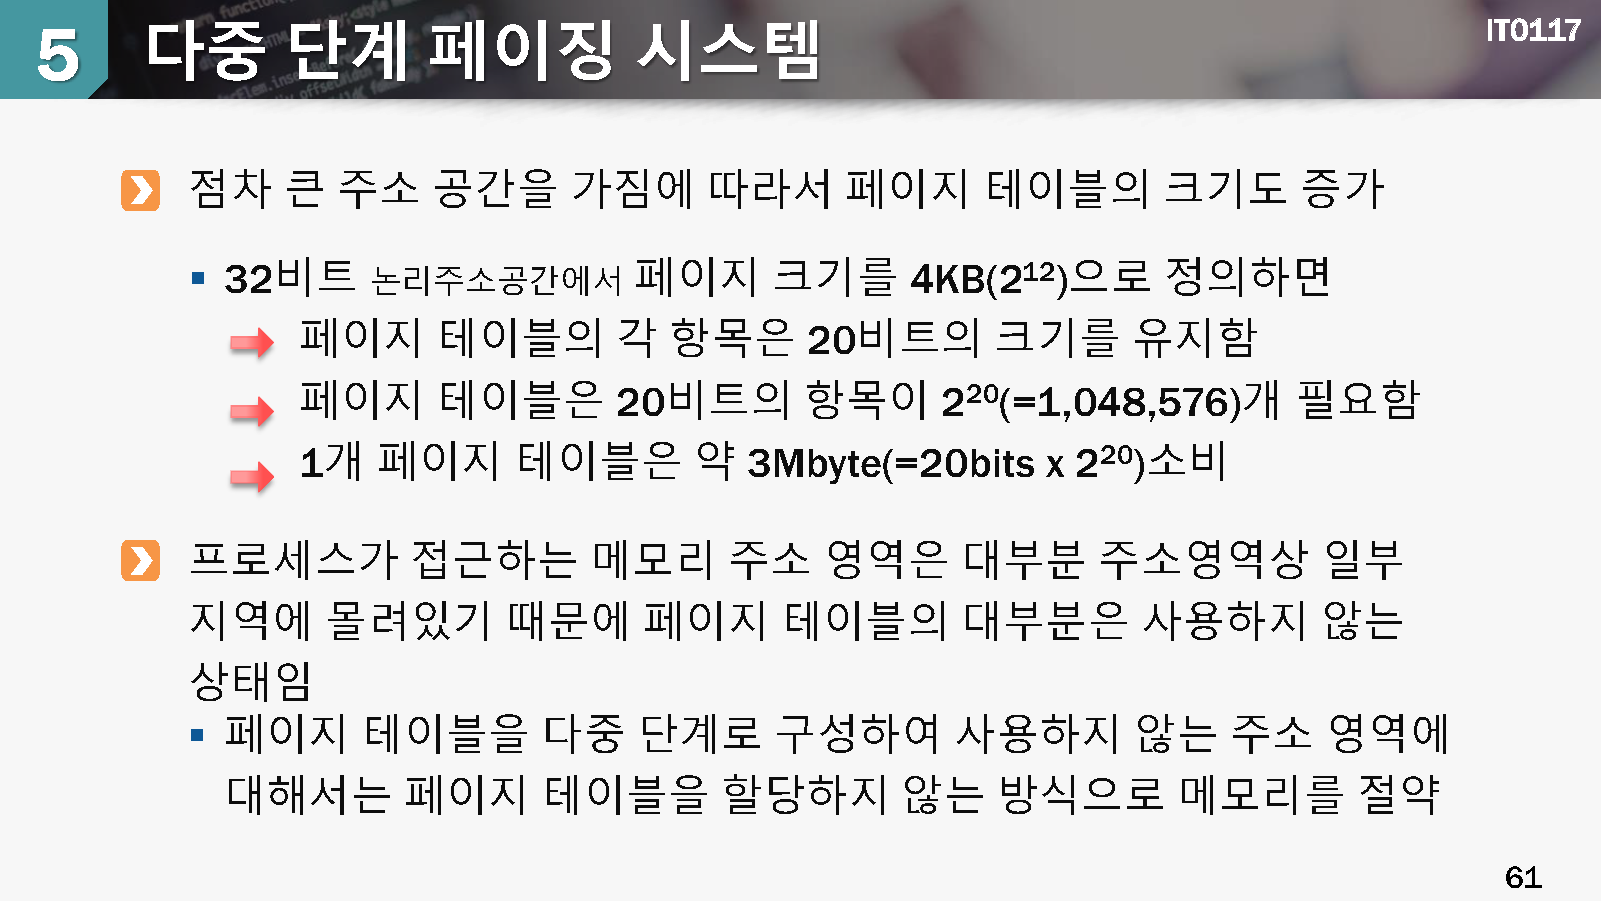 5 다중 단계 페이징 시스템
IT0117
점차 큰 주소 공간을 가짐에 따라서 페이지 테이블의 크기도 증가
▪ 32비트 논리주소공간에서 페이지 크기를 4KB(2¹²)으로 정의하면
페이지 테이블의 각 항목은 20비트의 크기를 유지함
페이지 테이블은 20비트의 항목이 2²⁰(=1,048,576)개 필요함
1개 페이지 테이블은 약 3Mbyte(=20bits x 2²⁰)소비
프로세스가 접근하는 메모리 주소 영역은 대부분 주소영역상 일부
지역에 몰려있기 때문에 페이지 테이블의 대부분은 사용하지 않는
상태임
▪ 페이지 테이블을 다중 단계로 구성하여 사용하지 않는 주소 영역에
대해서는 페이지 테이블을 할당하지 않는 방식으로 메모리를 절약
61